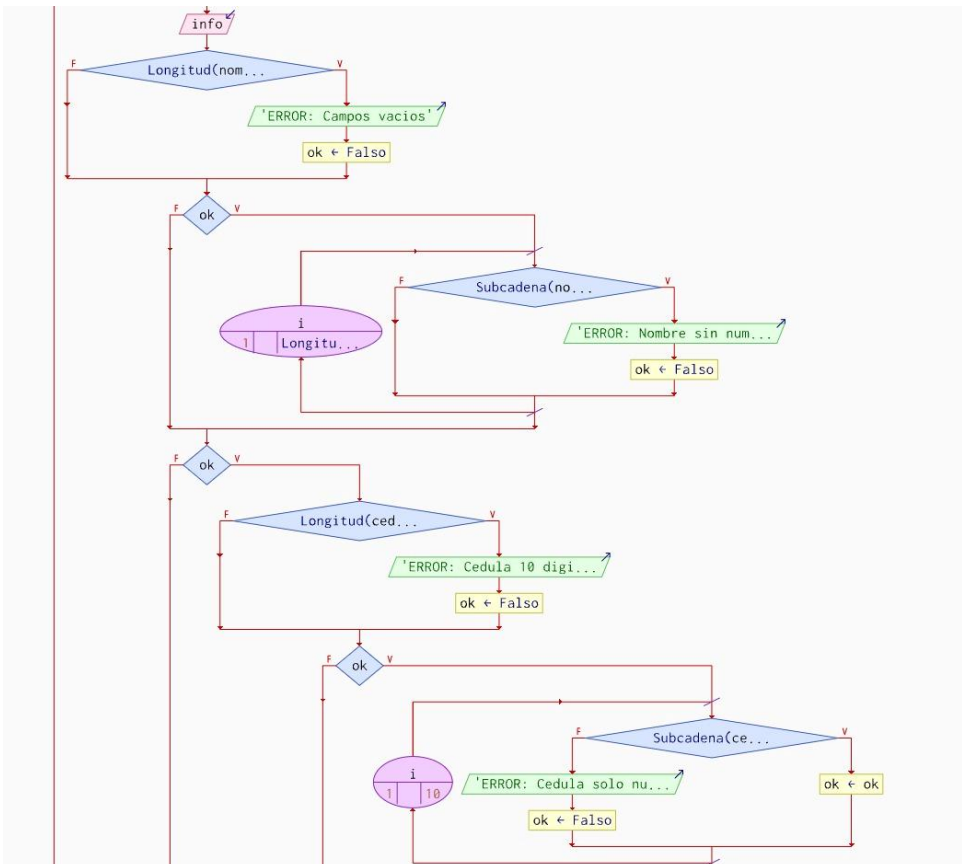 info
F
Longitud(nom...
V
'ERROR: Campos vacios'
ok ← Falso
F
ok
V
F
Subcadena(no...
V
i
1
Longitu...
'ERROR: Nombre sin num...
ok ← Falso
F
ok
V
F
Longitud(ced...
V
'ERROR: Cedula 10 digi...
ok ← Falso
F
ok
V
F
Subcadena(ce...
V
i
1
10
'ERROR: Cedula solo nu...
ok ← ok
ok ← Falso